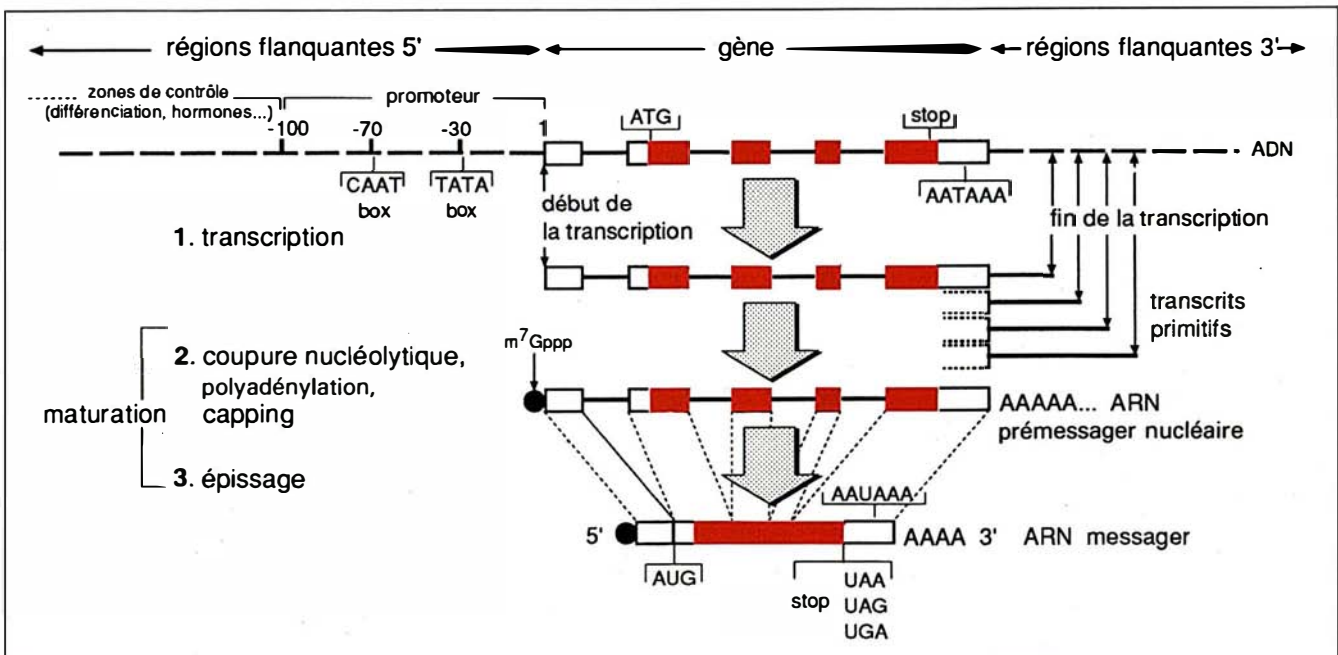 régions flanquantes 5' gène régions flanquantes 3'
zones de contrôle
(différenciation, hormones...)
promoteur
-100 -70 -30 1
ATG stop
ADN
CAAT box
TATA box
AATAAA
début de la transcription
fin de la transcription
1. transcription
transcrits primitifs
m⁷Gppp
maturation
2. coupure nucléolytique,
polyadénylation,
capping
AAAAA... ARN
prémessager nucléaire
3. épissage
AAUAAA
5' AAAA 3' ARN messager
AUG
stop
UAA
UAG
UGA